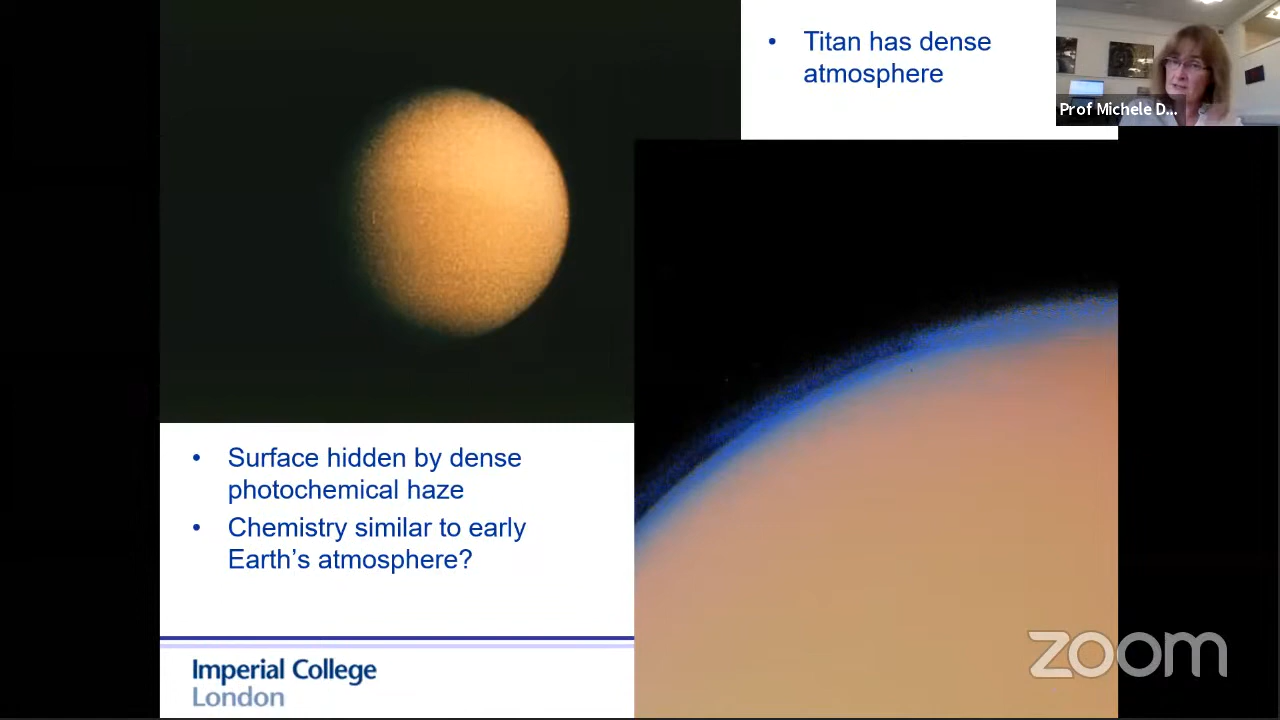 • Titan has dense
atmosphere
Prof Michele D...
• Surface hidden by dense
photochemical haze
• Chemistry similar to early
Earth's atmosphere?
Imperial College
London
zoom